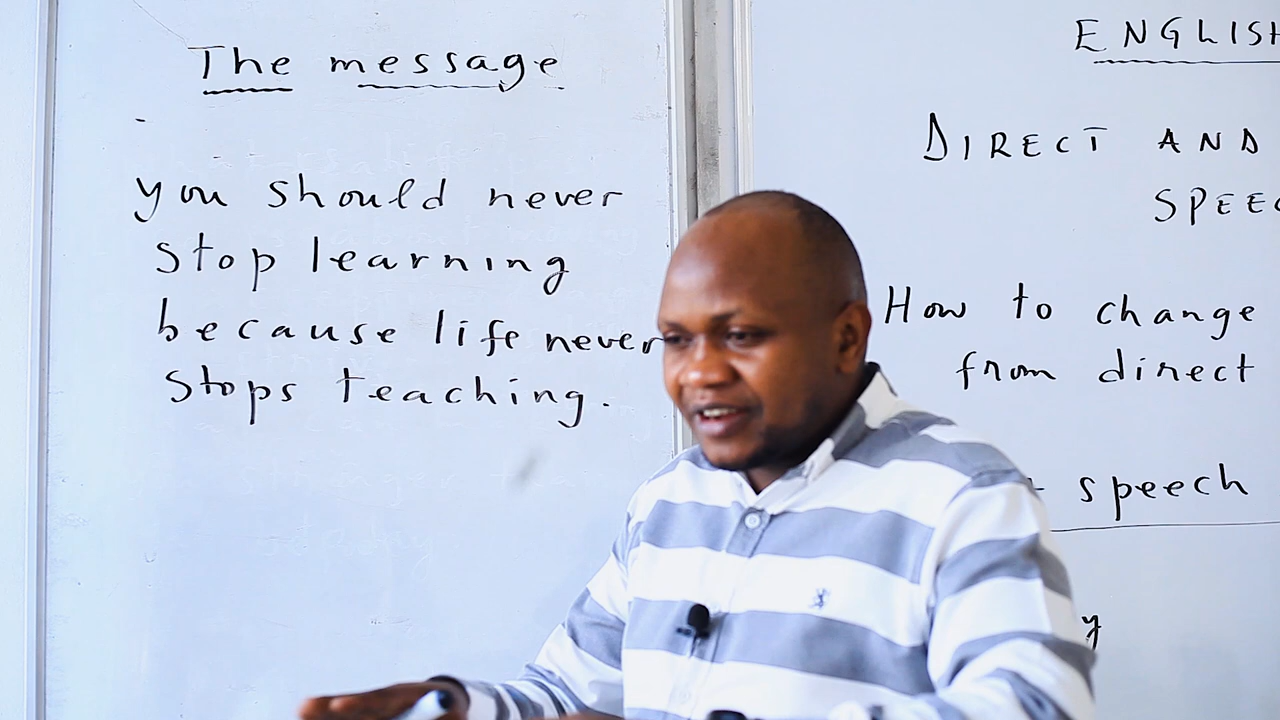 The message
you should never
stop learning
because life never
stops teaching.
ENGLISH
DIRECT AND
How to change
from direct
speech